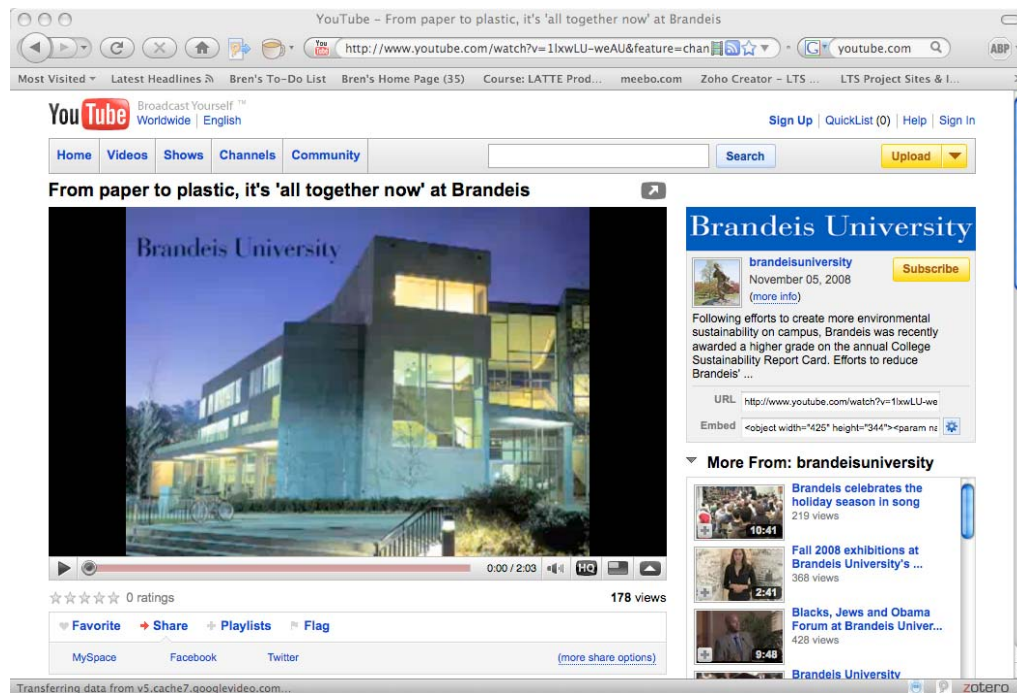 YouTube – From paper to plastic, it's 'all together now' at Brandeis
http://www.youtube.com/watch?v=1lxwLU-weAU&feature=chan
G
youtube.com
ABP
Most Visited Latest Headlines Bren's To-Do List Bren's Home Page (35) Course: LATTE Prod... meebo.com Zoho Creator – LTS ... LTS Project Sites & I...
YouTube
Broadcast Yourself ™
Worldwide | English
Sign Up | QuickList (0) | Help | Sign In
Home Videos Shows Channels Community
Search
Upload
From paper to plastic, it's 'all together now' at Brandeis
Brandeis University
0:00 / 2:03 HQ
0 ratings
178 views
Favorite Share Playlists Flag
MySpace Facebook Twitter (more share options)
Brandeis University
brandeisuniversity
November 05, 2008
(more info)
Subscribe
Following efforts to create more environmental
sustainability on campus, Brandeis was recently
awarded a higher grade on the annual College
Sustainability Report Card. Efforts to reduce
Brandeis' ...
URL http://www.youtube.com/watch?v=1lxwLU-we
Embed <object width="425" height="344"><param na
More From: brandeisuniversity
10:41
Brandeis celebrates the
holiday season in song
219 views
2:41
Fall 2008 exhibitions at
Brandeis University's ...
368 views
9:48
Blacks, Jews and Obama
Forum at Brandeis Univer...
428 views
Brandeis University
Transferring data from v5.cache7.googlevideo.com...
zotero